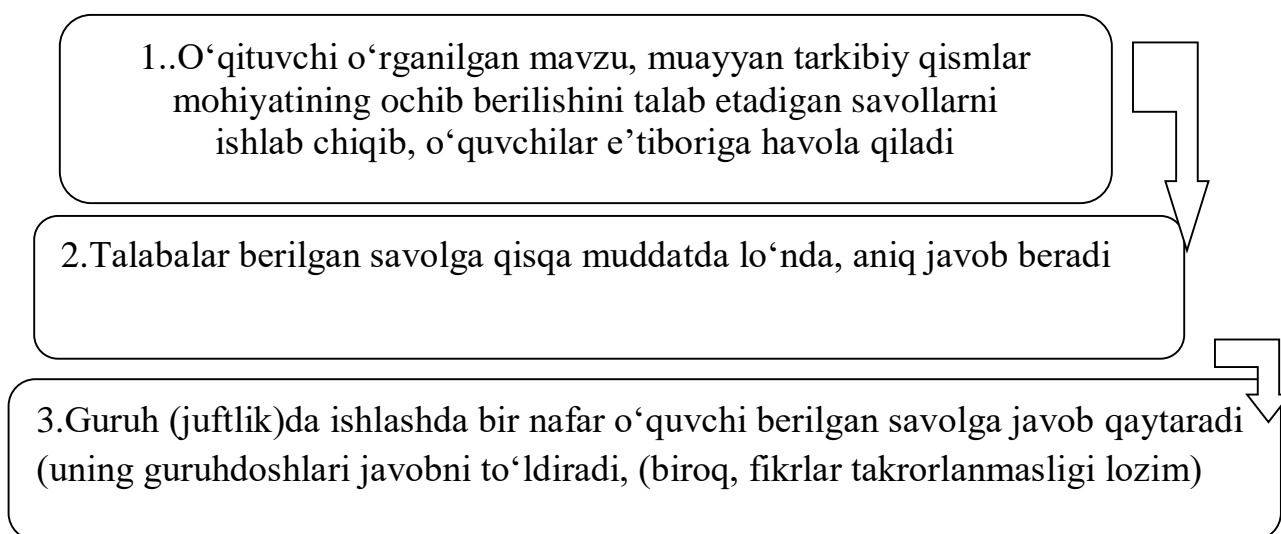 1..O‘qituvchi o‘rganilgan mavzu, muayyan tarkibiy qismlar
mohiyatining ochib berilishini talab etadigan savollarni
ishlab chiqib, o‘quvchilar e’tiboriga havola qiladi
2.Talabalar berilgan savolga qisqa muddatda lo‘nda, aniq javob beradi
3.Guruh (juftlik)da ishlashda bir nafar o‘quvchi berilgan savolga javob qaytaradi
(uning guruhdoshlari javobni to‘ldiradi, (biroq, fikrlar takrorlanmasligi lozim)